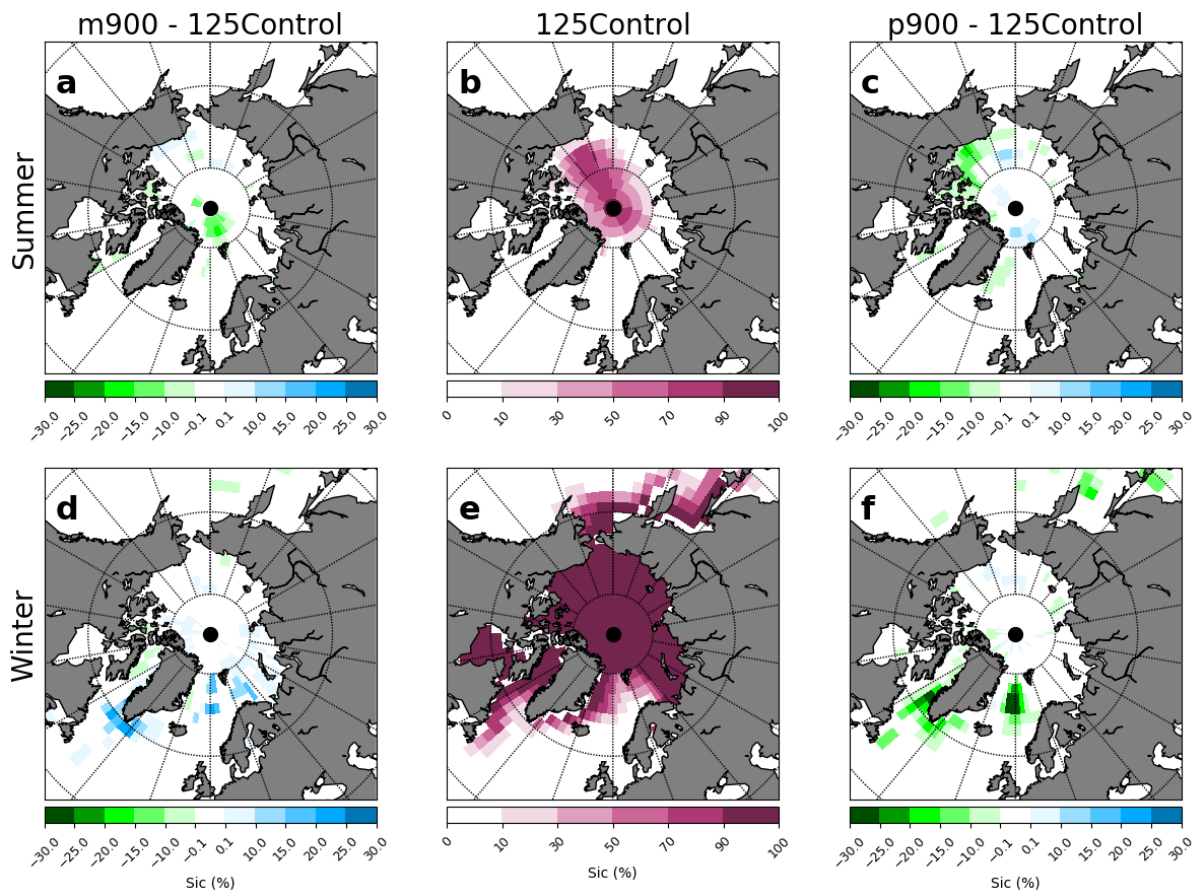 m900 - 125Control 125Control p900 - 125Control
Summer
a b c
−30.0 −25.0 −20.0 −15.0 −10.0 −5.0 −0.1 0.1 10.0 15.0 20.0 25.0 30.0
0 10 30 50 70 90 100
−30.0 −25.0 −20.0 −15.0 −10.0 −5.0 −0.1 0.1 10.0 15.0 20.0 25.0 30.0
Winter
d e f
−30.0 −25.0 −20.0 −15.0 −5.0 −0.1 0.1 10.0 15.0 20.0 25.0 30.0
0 10 30 50 70 90 100
−30.0 −25.0 −20.0 −15.0 −5.0 −0.1 0.1 10.0 15.0 20.0 25.0 30.0
Sic (%) Sic (%) Sic (%)